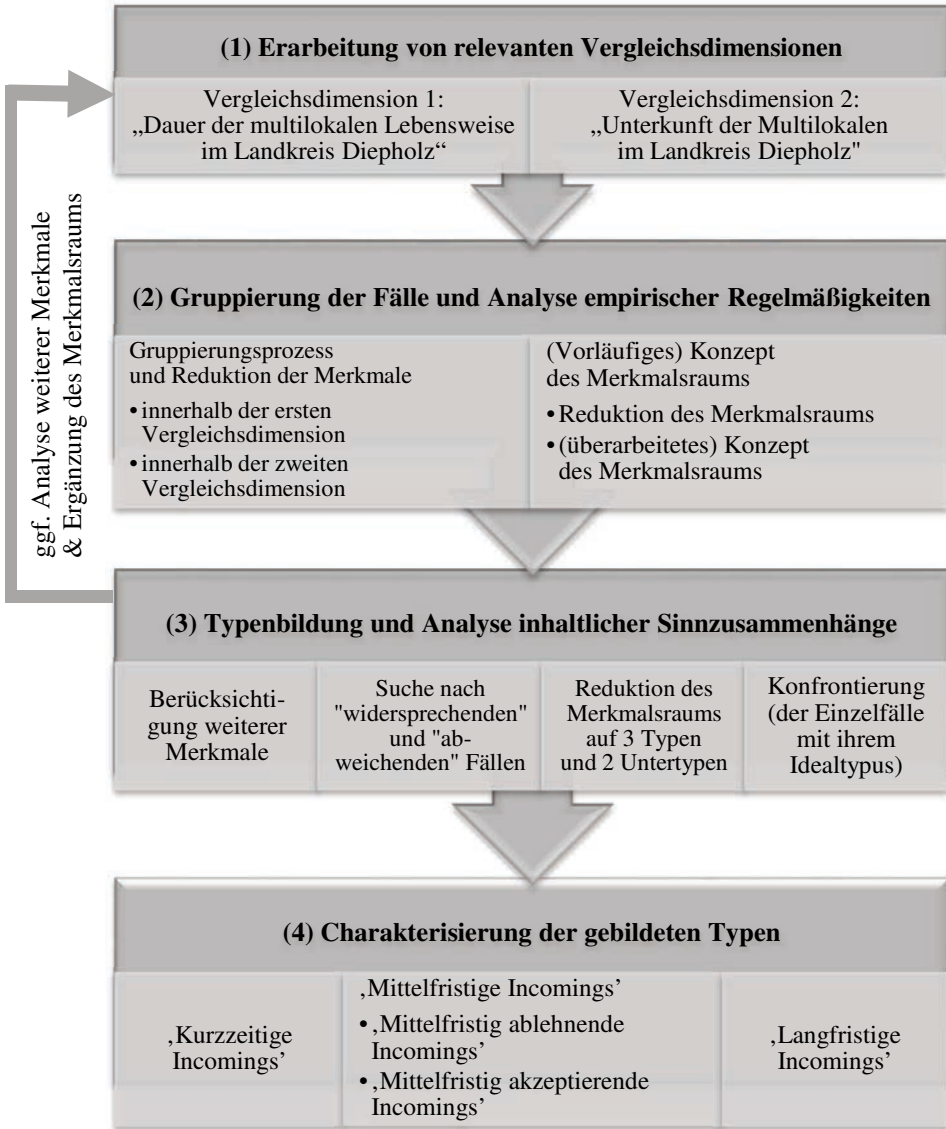 (1) Erarbeitung von relevanten Vergleichsdimensionen
Vergleichsdimension 1:
„Dauer der multilokalen Lebensweise
im Landkreis Diepholz“
Vergleichsdimension 2:
„Unterkunft der Multilokalen
im Landkreis Diepholz"
ggf. Analyse weiterer Merkmale
& Ergänzung des Merkmalsraums
(2) Gruppierung der Fälle und Analyse empirischer Regelmäßigkeiten
Gruppierungsprozess
und Reduktion der Merkmale
• innerhalb der ersten
Vergleichsdimension
• innerhalb der zweiten
Vergleichsdimension
(Vorläufiges) Konzept
des Merkmalsraums
• Reduktion des Merkmalsraums
• (überarbeitetes) Konzept
des Merkmalsraums
(3) Typenbildung und Analyse inhaltlicher Sinnzusammenhänge
Berücksichti-
gung weiterer
Merkmale
Suche nach
"widersprechenden"
und "ab-
weichenden" Fällen
Reduktion des
Merkmalsraums
auf 3 Typen
und 2 Untertypen
Konfrontierung
(der Einzelfälle
mit ihrem
Idealtypus)
(4) Charakterisierung der gebildeten Typen
‚Kurzzeitige
Incomings’
‚Mittelfristige Incomings’
• ‚Mittelfristig ablehnende
Incomings’
• ‚Mittelfristig akzeptierende
Incomings’
‚Langfristige
Incomings’